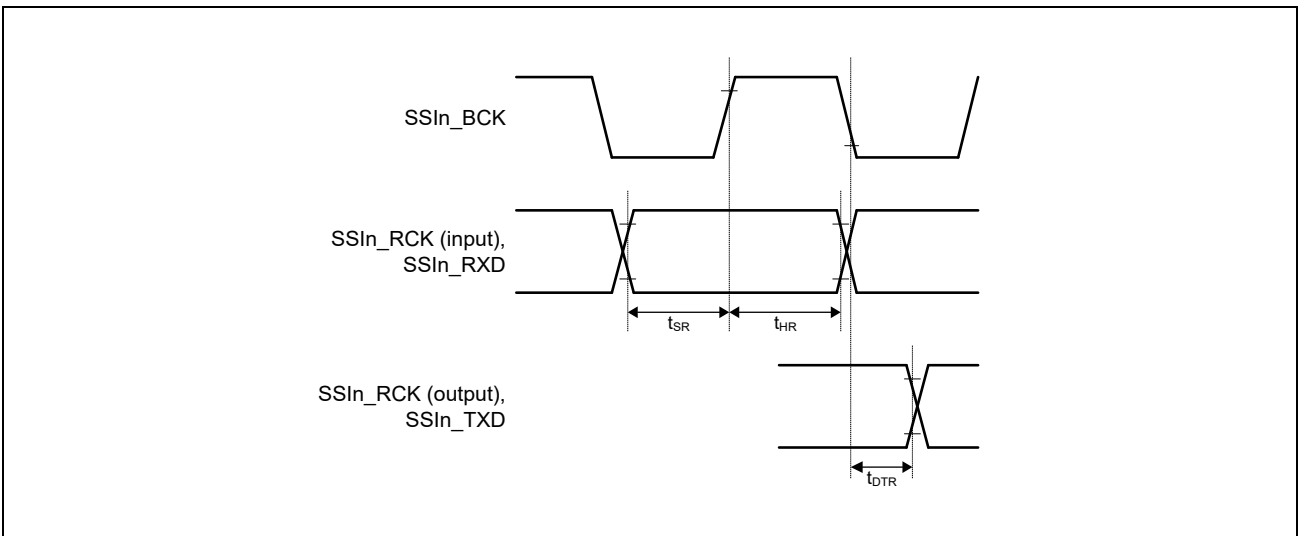 SSIn_BCK
SSIn_RCK (input),
SSIn_RXD
tSR
tHR
SSIn_RCK (output),
SSIn_TXD
tDTR